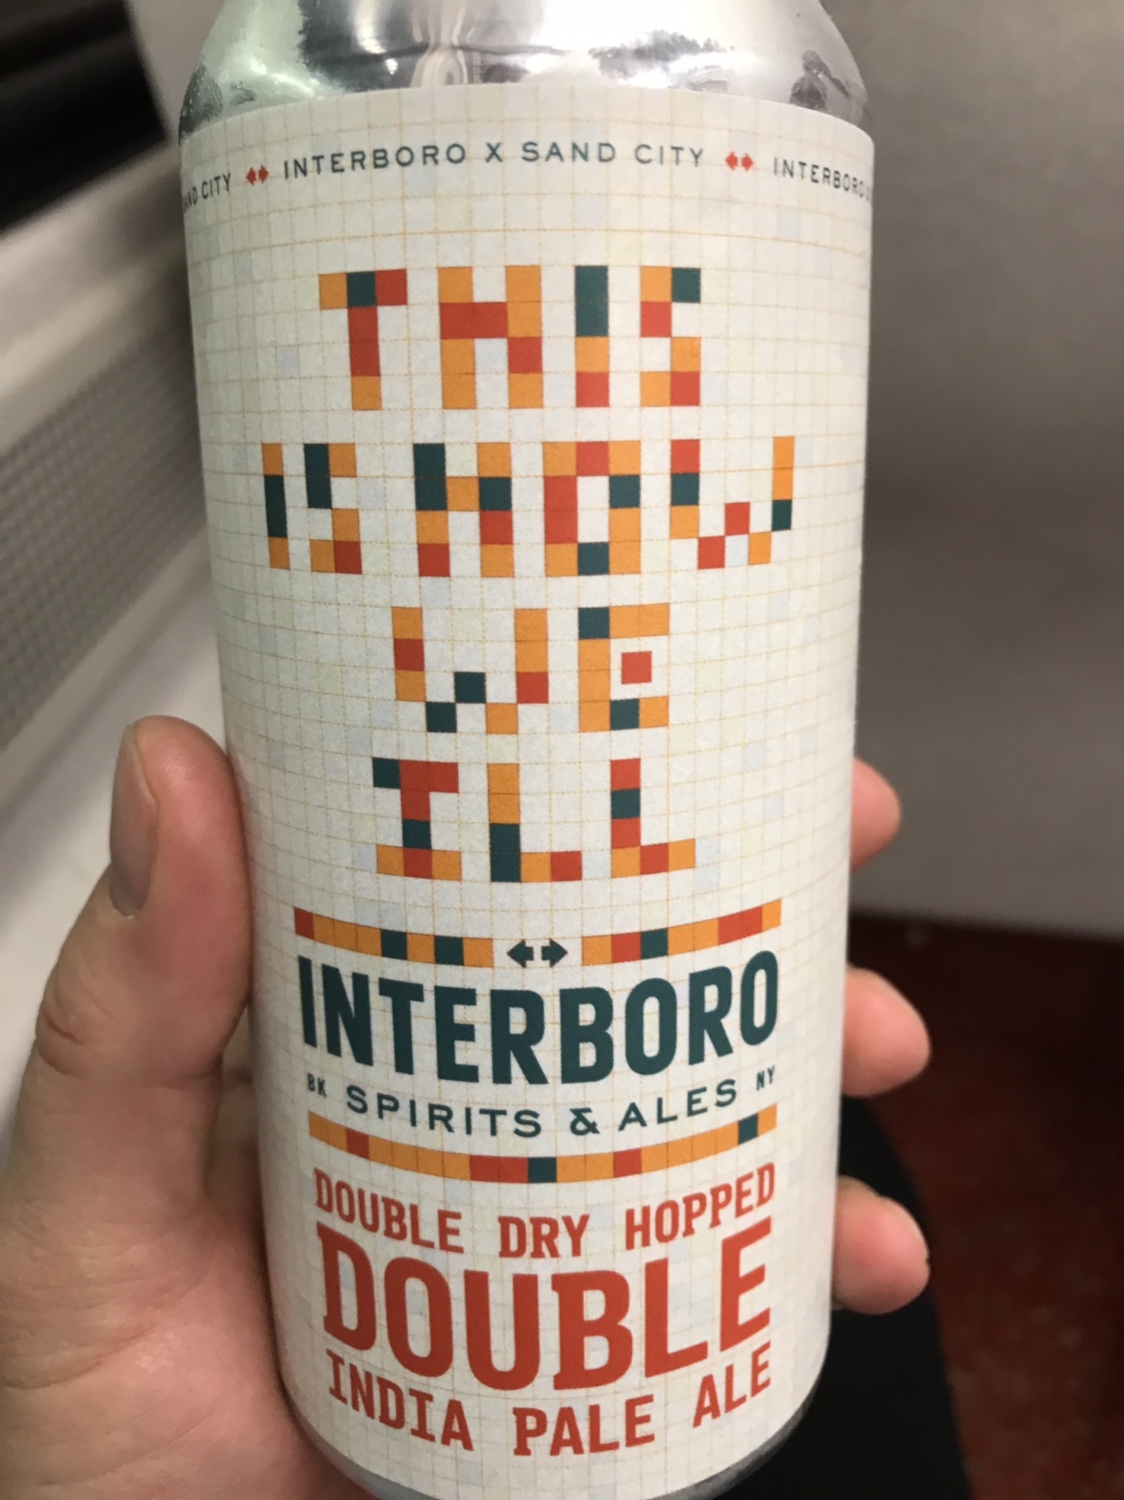 SAND CITY ↔ INTERBORO X SAND CITY ↔ INTERBORO X
THIS
IS HOW
WE
ILL
INTERBORO
BK SPIRITS & ALES NY
DOUBLE DRY HOPPED
DOUBLE
INDIA PALE ALE